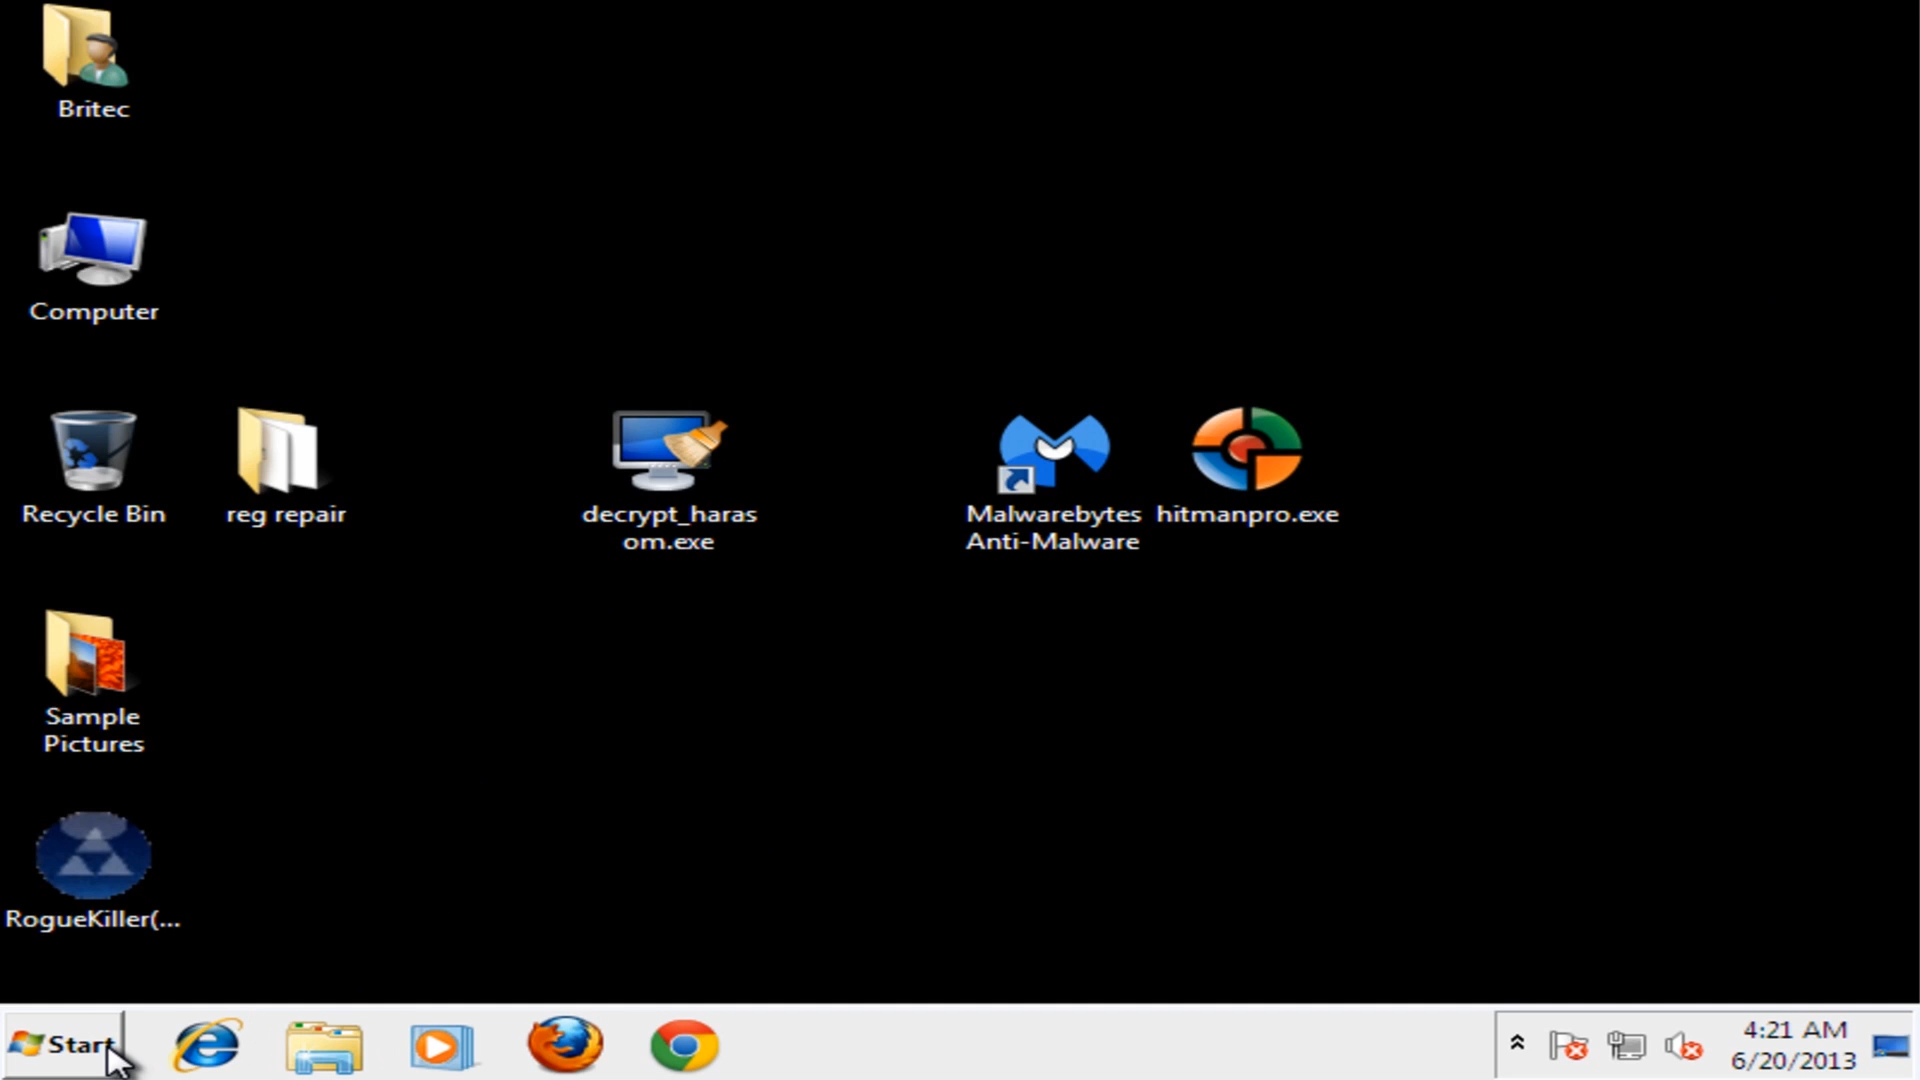 Britec
Computer
Recycle Bin
reg repair
decrypt_haras
om.exe
Malwarebytes
Anti-Malware
hitmanpro.exe
Sample
Pictures
RogueKiller(...
Start
4:21 AM
6/20/2013